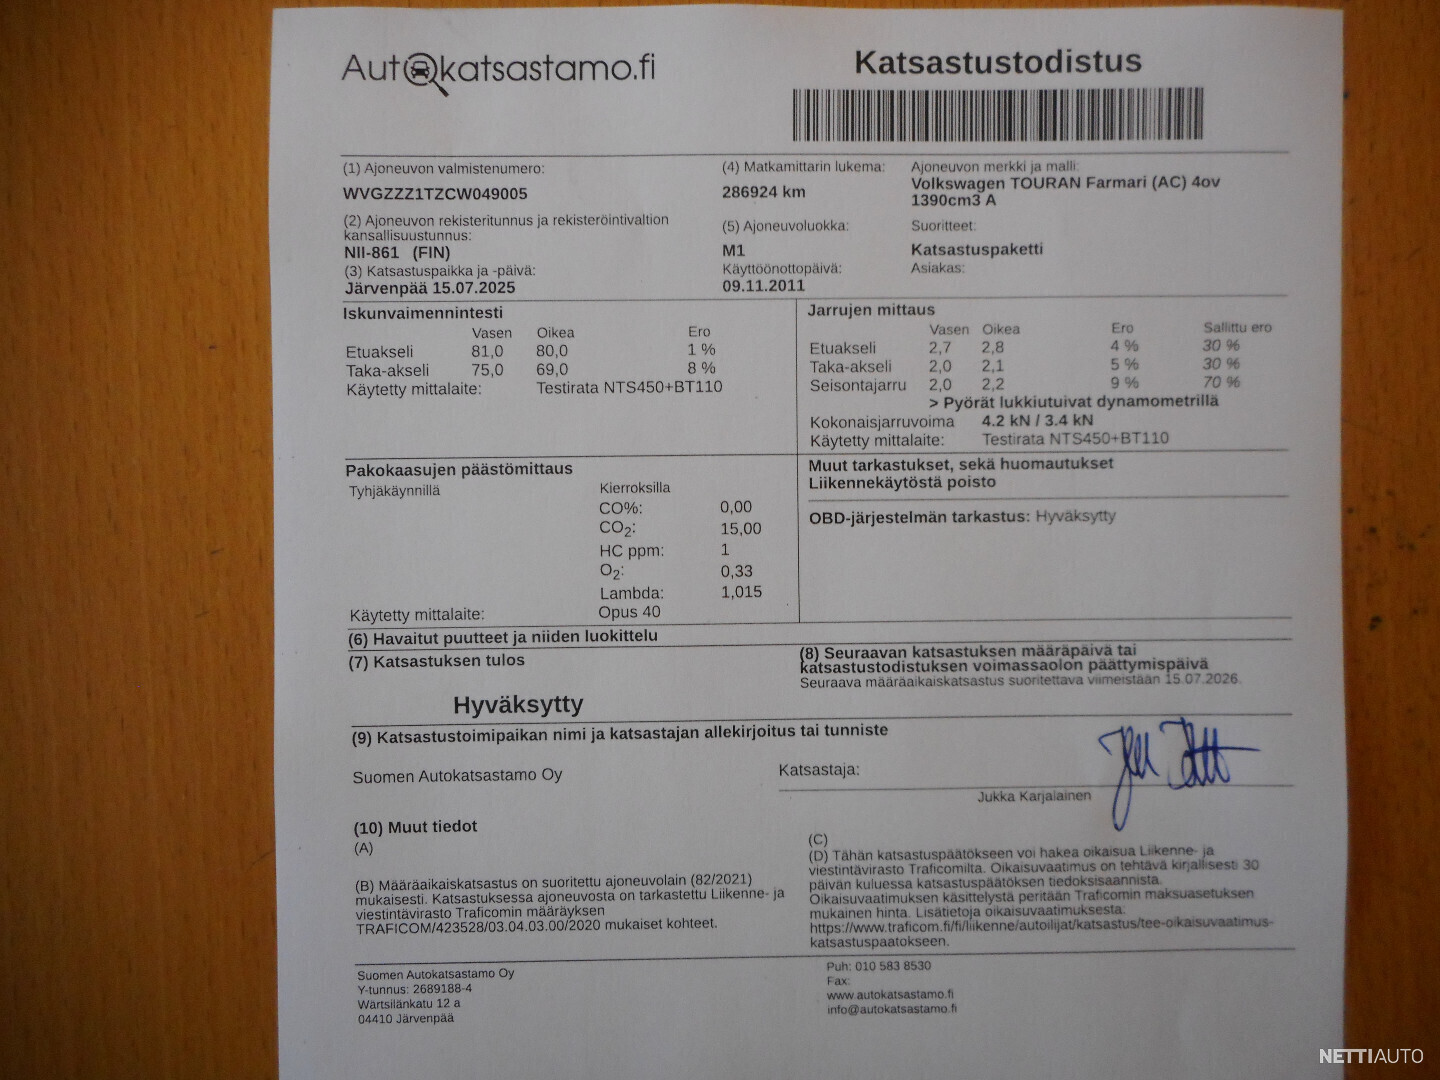 Autokatsastamo.fi
Katsastustodistus
(1) Ajoneuvon valmistenumero:
WVGZZZ1TZCW049005
(4) Matkamittarin lukema:
286924 km
Ajoneuvon merkki ja malli:
Volkswagen TOURAN Farmari (AC) 4ov
1390cm3 A
(2) Ajoneuvon rekisteritunnus ja rekisteröintivaltion
kansallisuustunnus:
NII-861 (FIN)
(5) Ajoneuvoluokka:
M1
Suoritteet:
Katsastuspaketti
(3) Katsastuspaikka ja -päivä:
Järvenpää 15.07.2025
Käyttöönottopäivä:
09.11.2011
Asiakas:
Iskunvaimennintesti
Vasen Oikea Ero
Etuakseli 81,0 80,0 1 %
Taka-akseli 75,0 69,0 8 %
Käytetty mittalaite: Testirata NTS450+BT110
Jarrujen mittaus
Vasen Oikea Ero Sallittu ero
Etuakseli 2,7 2,8 4 % 30 %
Taka-akseli 2,0 2,1 5 % 30 %
Seisontajarru 2,0 2,2 9 % 70 %
> Pyörät lukkiutuivat dynamometrillä
Kokonaisjarruvoima 4.2 kN / 3.4 kN
Käytetty mittalaite: Testirata NTS450+BT110
Pakokaasujen päästömittaus
Tyhjäkäynnillä Kierroksilla
CO%: 0,00
CO2: 15,00
HC ppm: 1
O2: 0,33
Lambda: 1,015
Käytetty mittalaite: Opus 40
Muut tarkastukset, sekä huomautukset
Liikennekäytöstä poisto
OBD-järjestelmän tarkastus: Hyväksytty
(6) Havaitut puutteet ja niiden luokittelu
(7) Katsastuksen tulos
Hyväksytty
(8) Seuraavan katsastuksen määräpäivä tai
katsastustodistuksen voimassaolon päättymispäivä
Seuraava määräaikaiskatsastus suoritettava viimeistään 15.07.2026.
(9) Katsastustoimipaikan nimi ja katsastajan allekirjoitus tai tunniste
Suomen Autokatsastamo Oy
Katsastaja:
Jukka Karjalainen
(10) Muut tiedot
(A)
(B) Määräaikaiskatsastus on suoritettu ajoneuvolain (82/2021)
mukaisesti. Katsastuksessa ajoneuvosta on tarkastettu Liikenne- ja
viestintävirasto Traficomin määräyksen
TRAFICOM/423528/03.04.03.00/2020 mukaiset kohteet.
(C)
(D) Tähän katsastuspäätökseen voi hakea oikaisua Liikenne- ja
viestintävirasto Traficomilta. Oikaisuvaatimus on tehtävä kirjallisesti 30
päivän kuluessa katsastuspäätöksen tiedoksisaannista.
Oikaisuvaatimuksen käsittelystä peritään Traficomin maksuasetuksen
mukainen hinta. Lisätietoja oikaisuvaatimuksesta:
https://www.traficom.fi/fi/liikenne/autoilijat/katsastus/tee-oikaisuvaatimus-
katsastuspaatokseen.
Suomen Autokatsastamo Oy
Y-tunnus: 2689188-4
Wärtsilänkatu 12 a
04410 Järvenpää
Puh: 010 583 8530
Fax:
www.autokatsastamo.fi
info@autokatsastamo.fi
NETTIAUTO